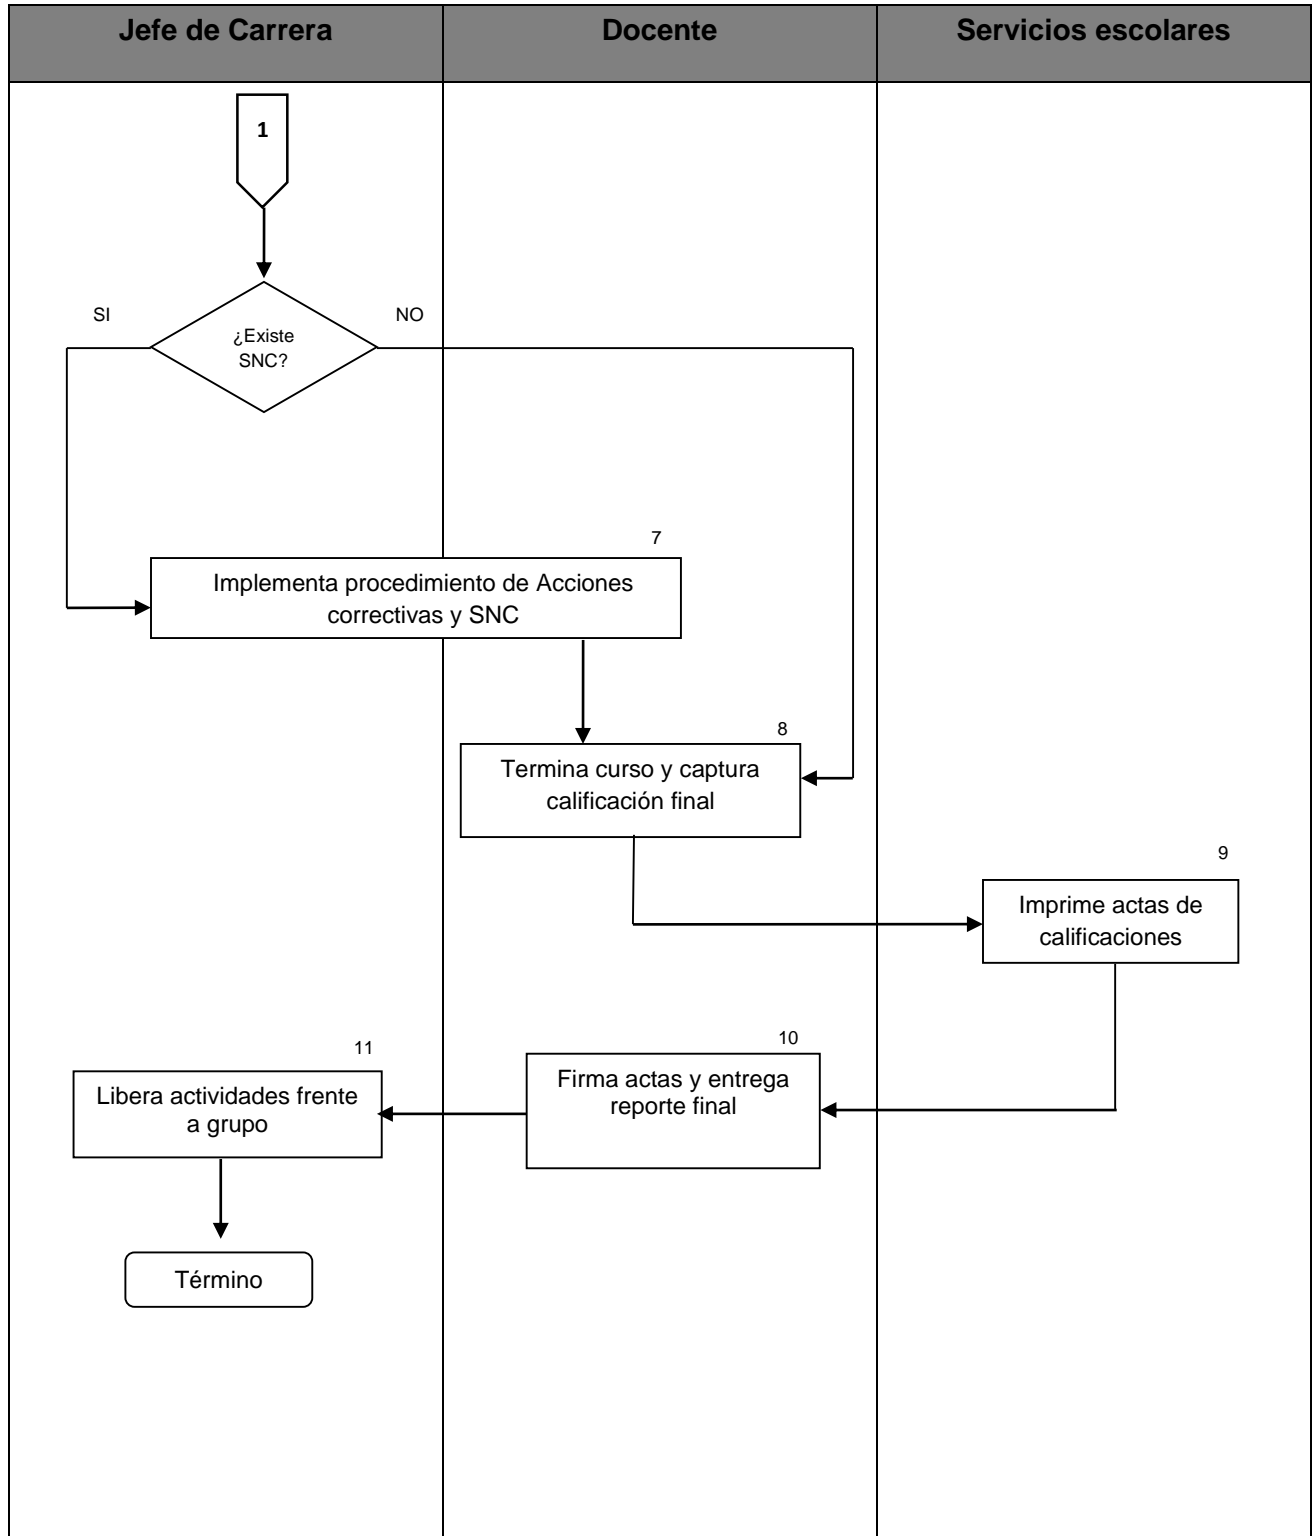 Jefe de Carrera
Docente
Servicios escolares
1
SI
NO
¿Existe
SNC?
7
Implementa procedimiento de Acciones
correctivas y SNC
8
Termina curso y captura
calificación final
9
Imprime actas de
calificaciones
10
Firma actas y entrega
reporte final
11
Libera actividades frente
a grupo
Término